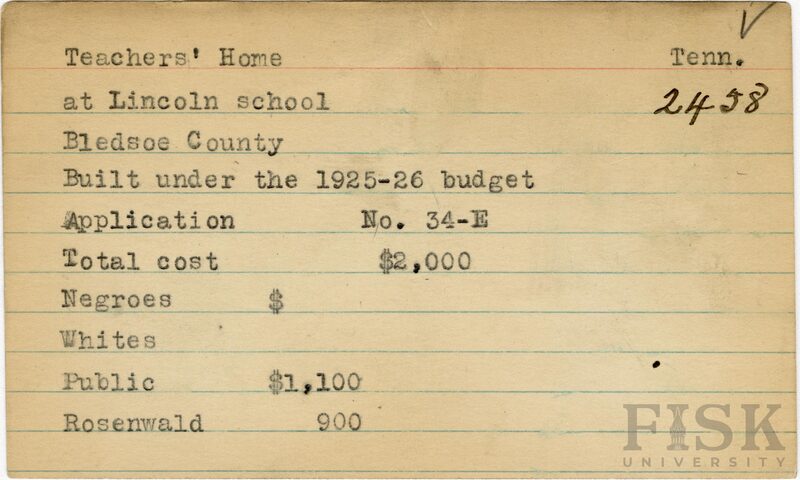 Teachers' Home Tenn.
at Lincoln school 2458
Bledsoe County
Built under the 1925-26 budget
Application No. 34-E
Total cost $2,000
Negroes $
Whites
Public $1,100
Rosenwald 900
FISK
UNIVERSITY